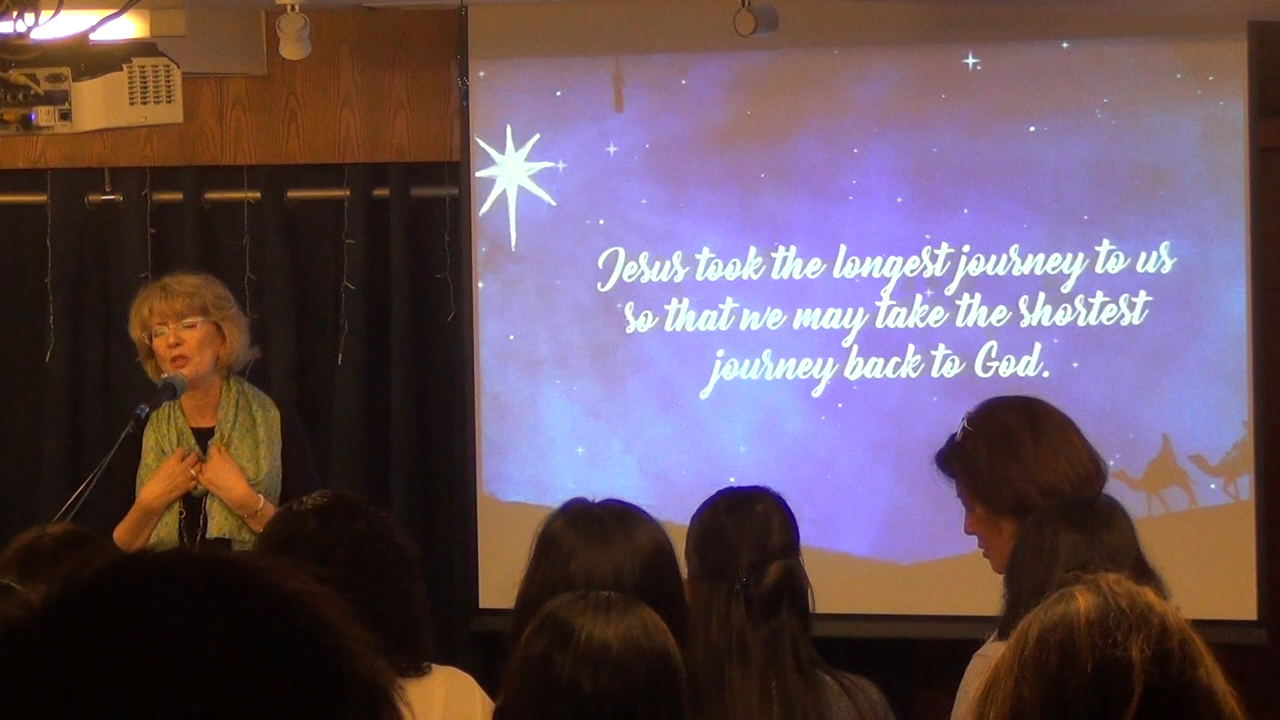 Jesus took the longest journey to us
so that we may take the shortest
journey back to God.